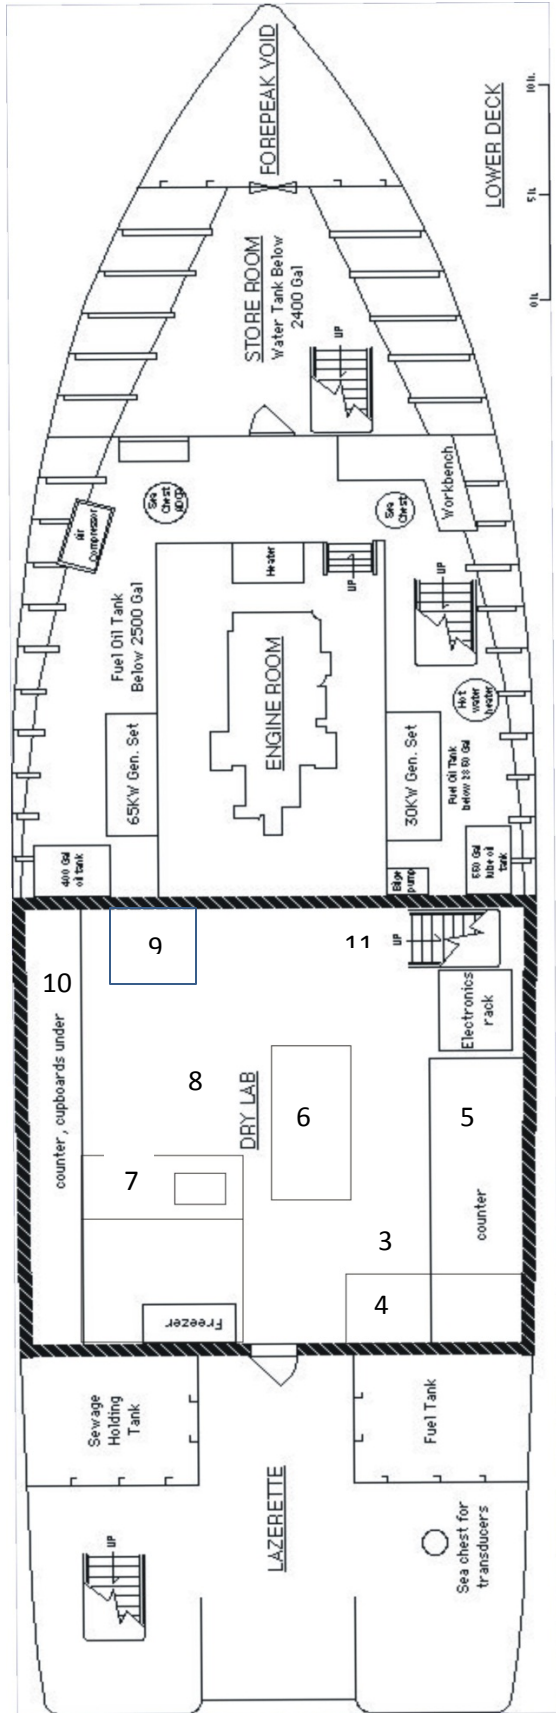 FOREPEAK VOID
LOWER DECK
10 ft.
5 ft.
0 ft.
STORE ROOM
Water Tank Below
2400 Gal
UP
Sea
Chest
Sea
Chest
Workbench
air
compressor
Heater
UP
UP
Fuel Oil Tank
Below 2500 Gal
ENGINE ROOM
Hot
water
heater
65KW Gen. Set
30KW Gen. Set
Fuel Oil Tank
400 Gal
oil tank
Bilge
pump
550 Gal
lube oil
tank
9
11
UP
10
Electronics
rack
counter, cupboards under
8
DRY LAB
6
5
7
counter
3
4
Freezer
Sewage
Holding
Tank
Fuel Tank
LAZERETTE
UP
Sea chest for
transducers